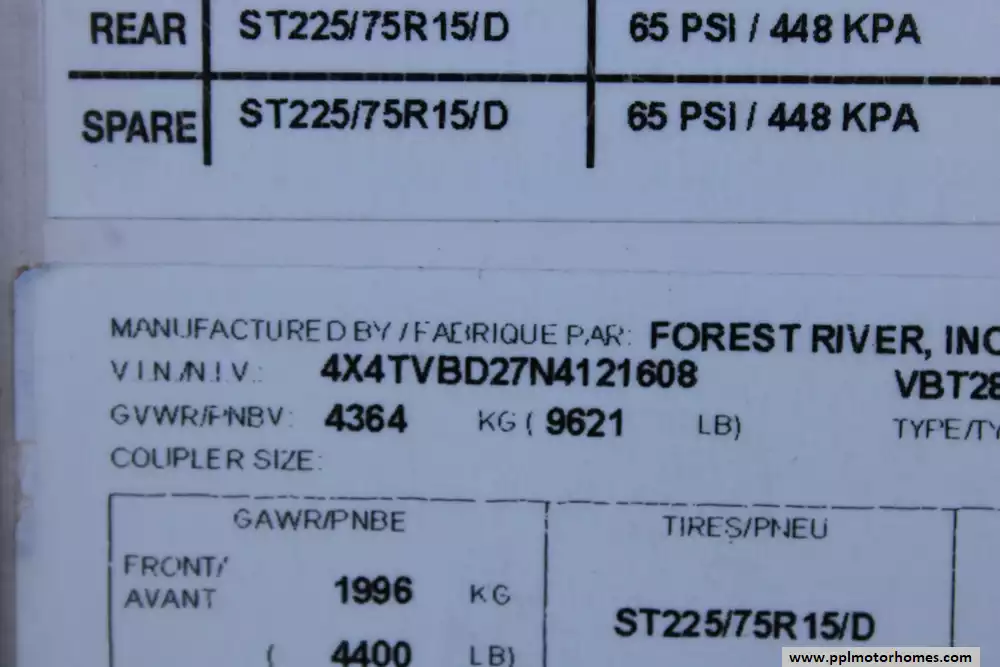 REAR ST225/75R15/D 65 PSI / 448 KPA
SPARE ST225/75R15/D 65 PSI / 448 KPA
MANUFACTURED BY / FABRIQUE PAR: FOREST RIVER, INC
V.I.N./N.I.V.: 4X4TVBD27N4121608 VBT28
GVWR/PNBV: 4364 KG ( 9621 LB) TYPE/TY
COUPLER SIZE:
GAWR/PNBE TIRES/PNEU
FRONT/
AVANT 1996 KG
ST225/75R15/D
( 4400 LB)
www.pplmotorhomes.com